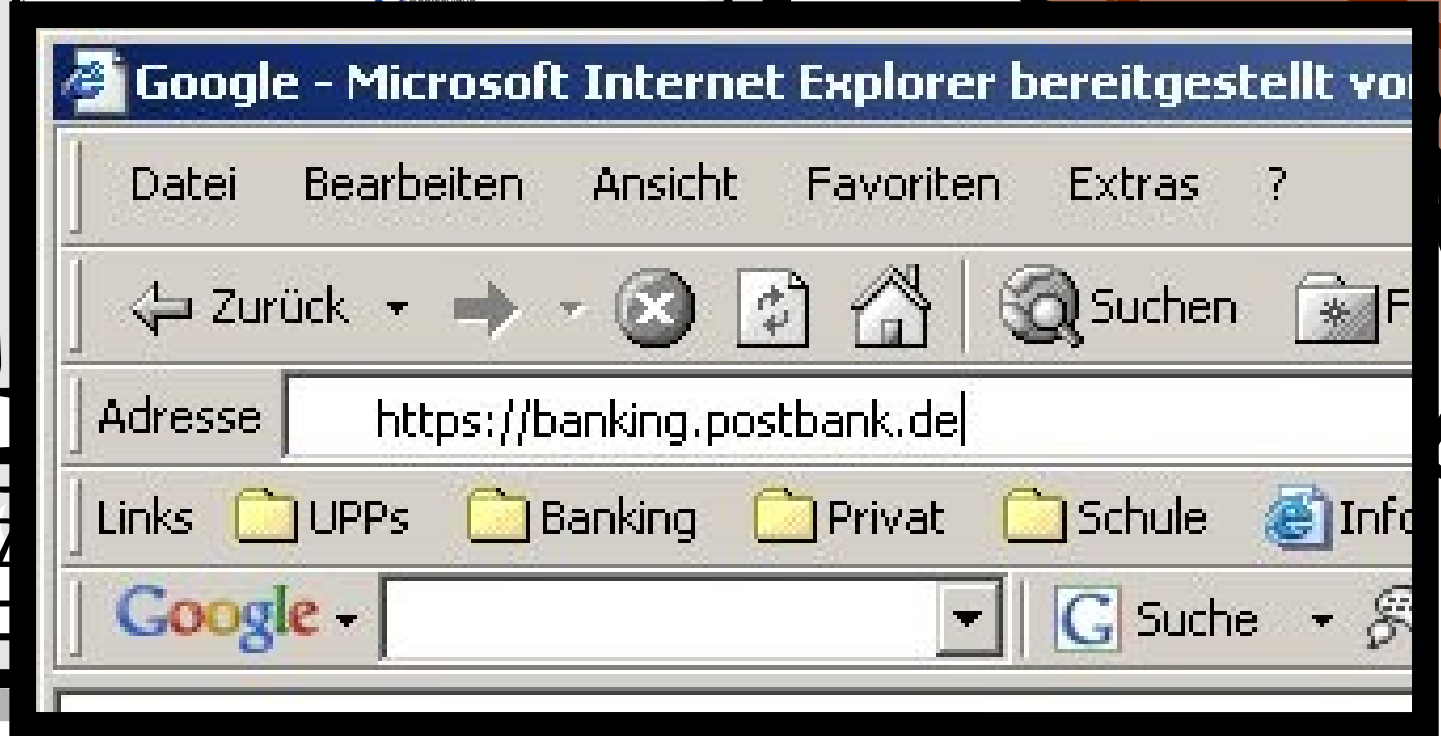 Google - Microsoft Internet Explorer bereitgestellt
Datei Bearbeiten Ansicht Favoriten Extras ?
Zurück Suchen
Adresse https://banking.postbank.de
Links UPPs Banking Privat Schule
Google G Suche